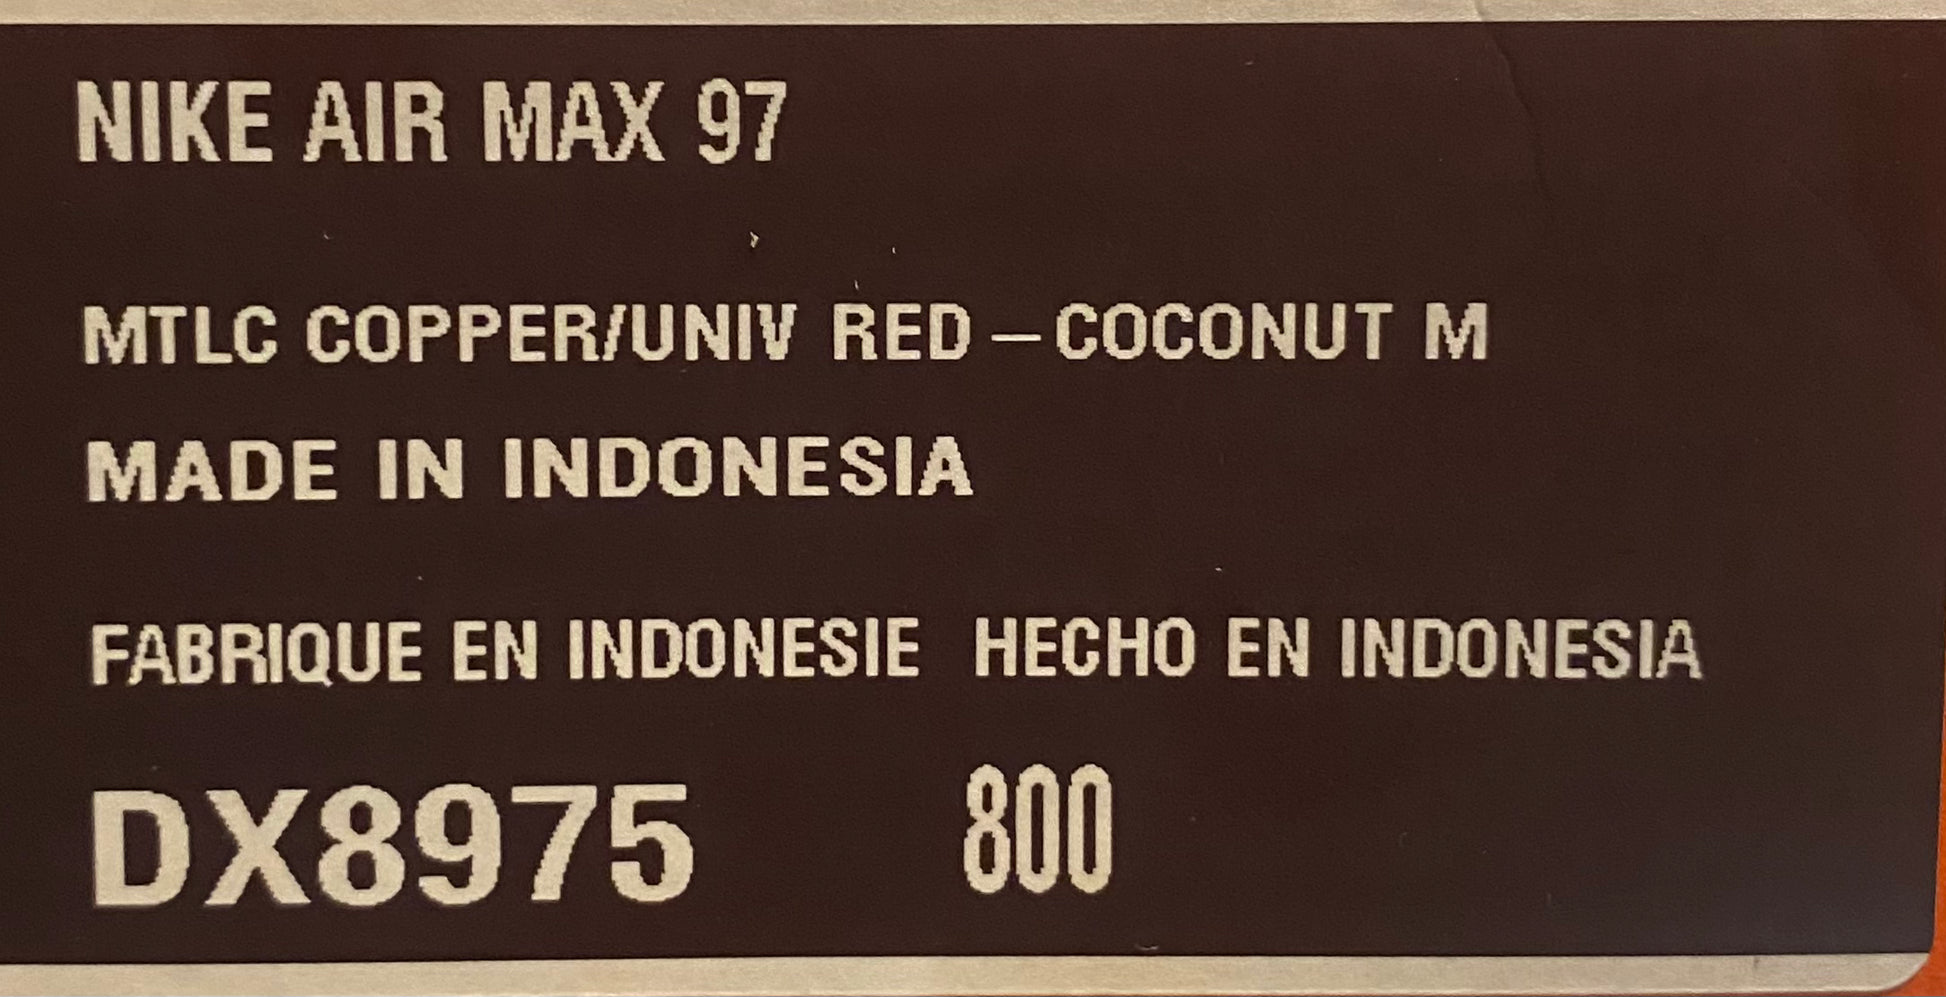 NIKE AIR MAX 97
MTLC COPPER/UNIV RED –COCONUT M
MADE IN INDONESIA
FABRIQUE EN INDONESIE HECHO EN INDONESIA
DX8975 800